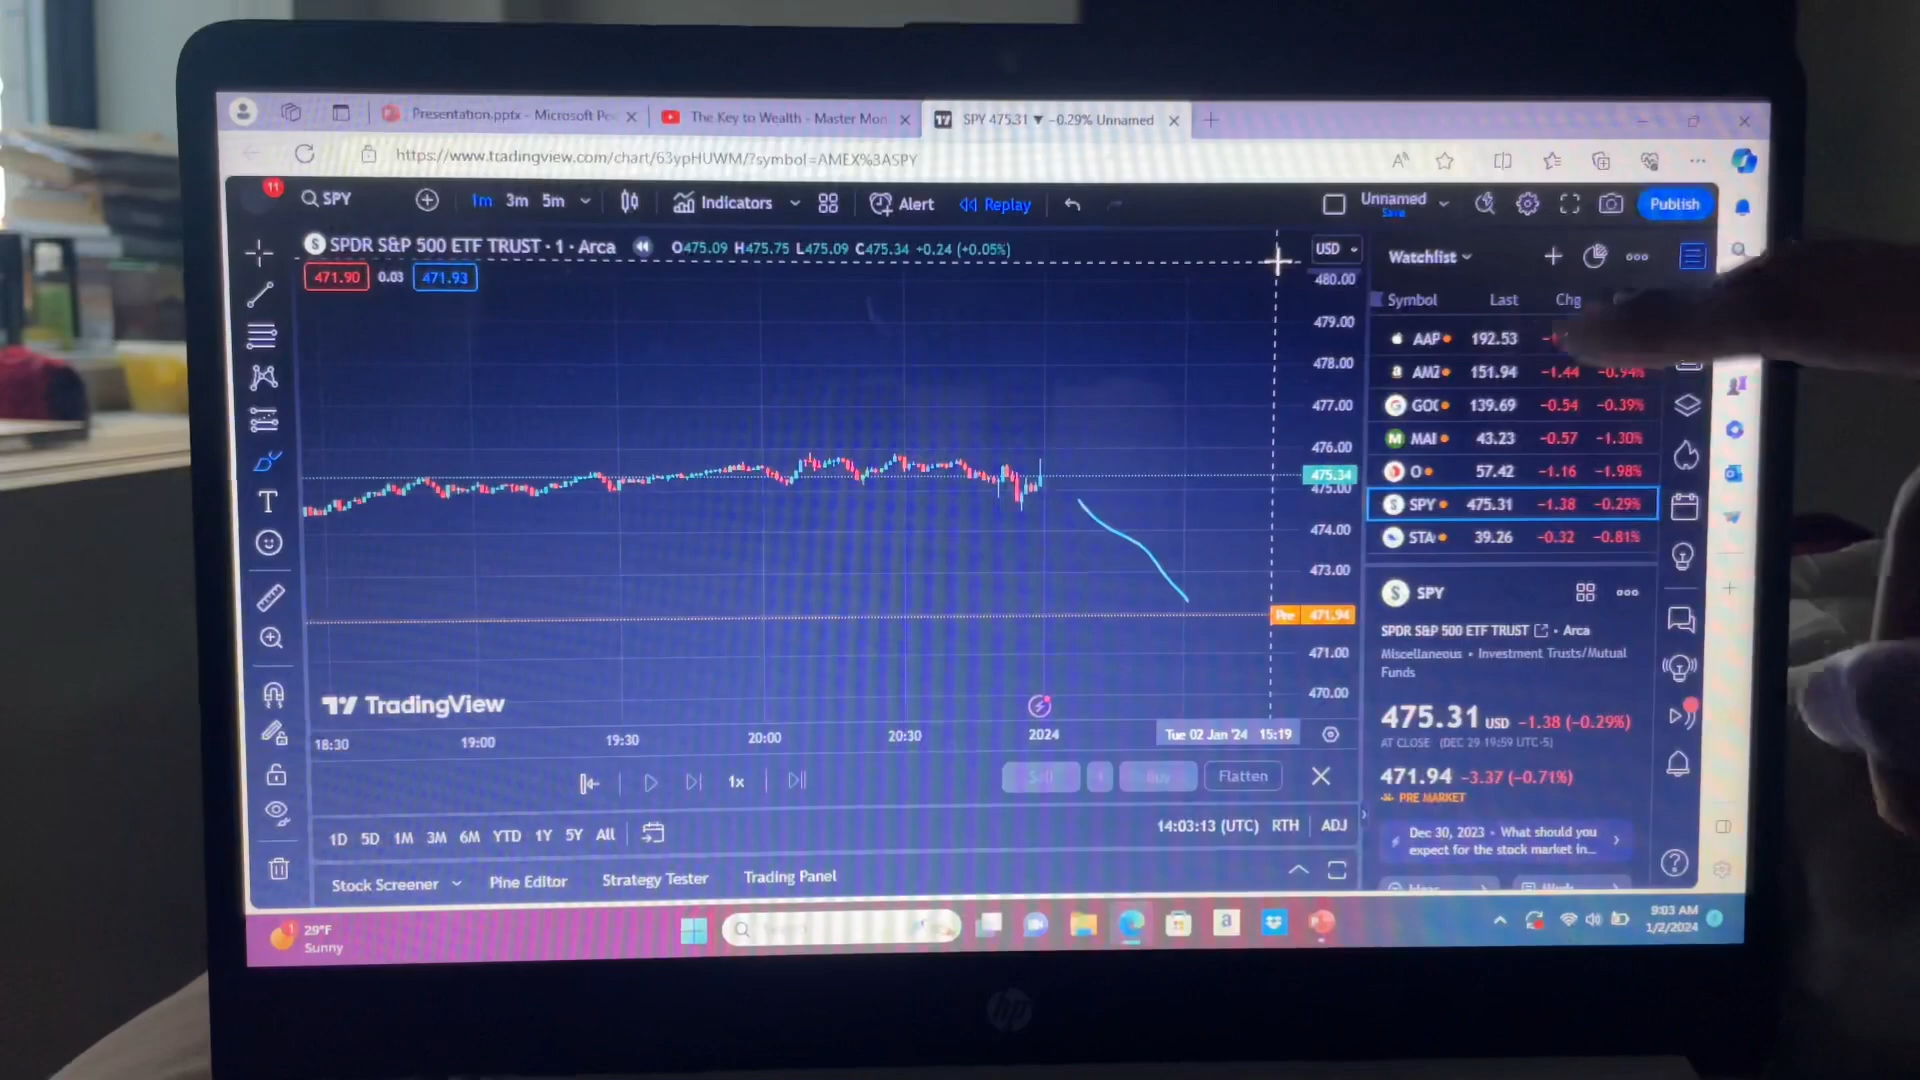 Presentation.pptx - Microsoft Po
The Key to Wealth - Master Mon
SPY 475.31 ▼ −0.29% Unnamed
https://www.tradingview.com/chart/63ypHUWM/?symbol=AMEX%3ASPY
11
SPY
1m 3m 5m
Indicators
Alert
Replay
Unnamed
Save
Publish
SPDR S&P 500 ETF TRUST · 1 · Arca
O475.09 H475.75 L475.09 C475.34 +0.24 (+0.05%)
USD
471.90 0.03 471.93
480.00
479.00
478.00
477.00
476.00
475.34
475.00
474.00
473.00
Pre 471.94
471.00
470.00
Watchlist
Symbol Last Chg
AAP 192.53
AMZ 151.94 −1.44 −0.94%
GOO 139.69 −0.54 −0.39%
MAI 43.23 −0.57 −1.30%
O 57.42 −1.16 −1.98%
SPY 475.31 −1.38 −0.29%
STA 39.26 −0.32 −0.81%
SPY
SPDR S&P 500 ETF TRUST · Arca
Miscellaneous · Investment Trusts/Mutual
Funds
475.31 USD −1.38 (−0.29%)
AT CLOSE (DEC 29 19:59 UTC-5)
471.94 −3.37 (−0.71%)
PRE MARKET
Dec 30, 2023 · What should you
expect for the stock market in...
TradingView
18:30 19:00 19:30 20:00 20:30 2024 Tue 02 Jan '24 15:19
1x
Sell
Buy
Flatten
1D 5D 1M 3M 6M YTD 1Y 5Y All
14:03:13 (UTC) RTH ADJ
Stock Screener
Pine Editor
Strategy Tester
Trading Panel
1
29°F
Sunny
9:03 AM
1/2/2024
hp